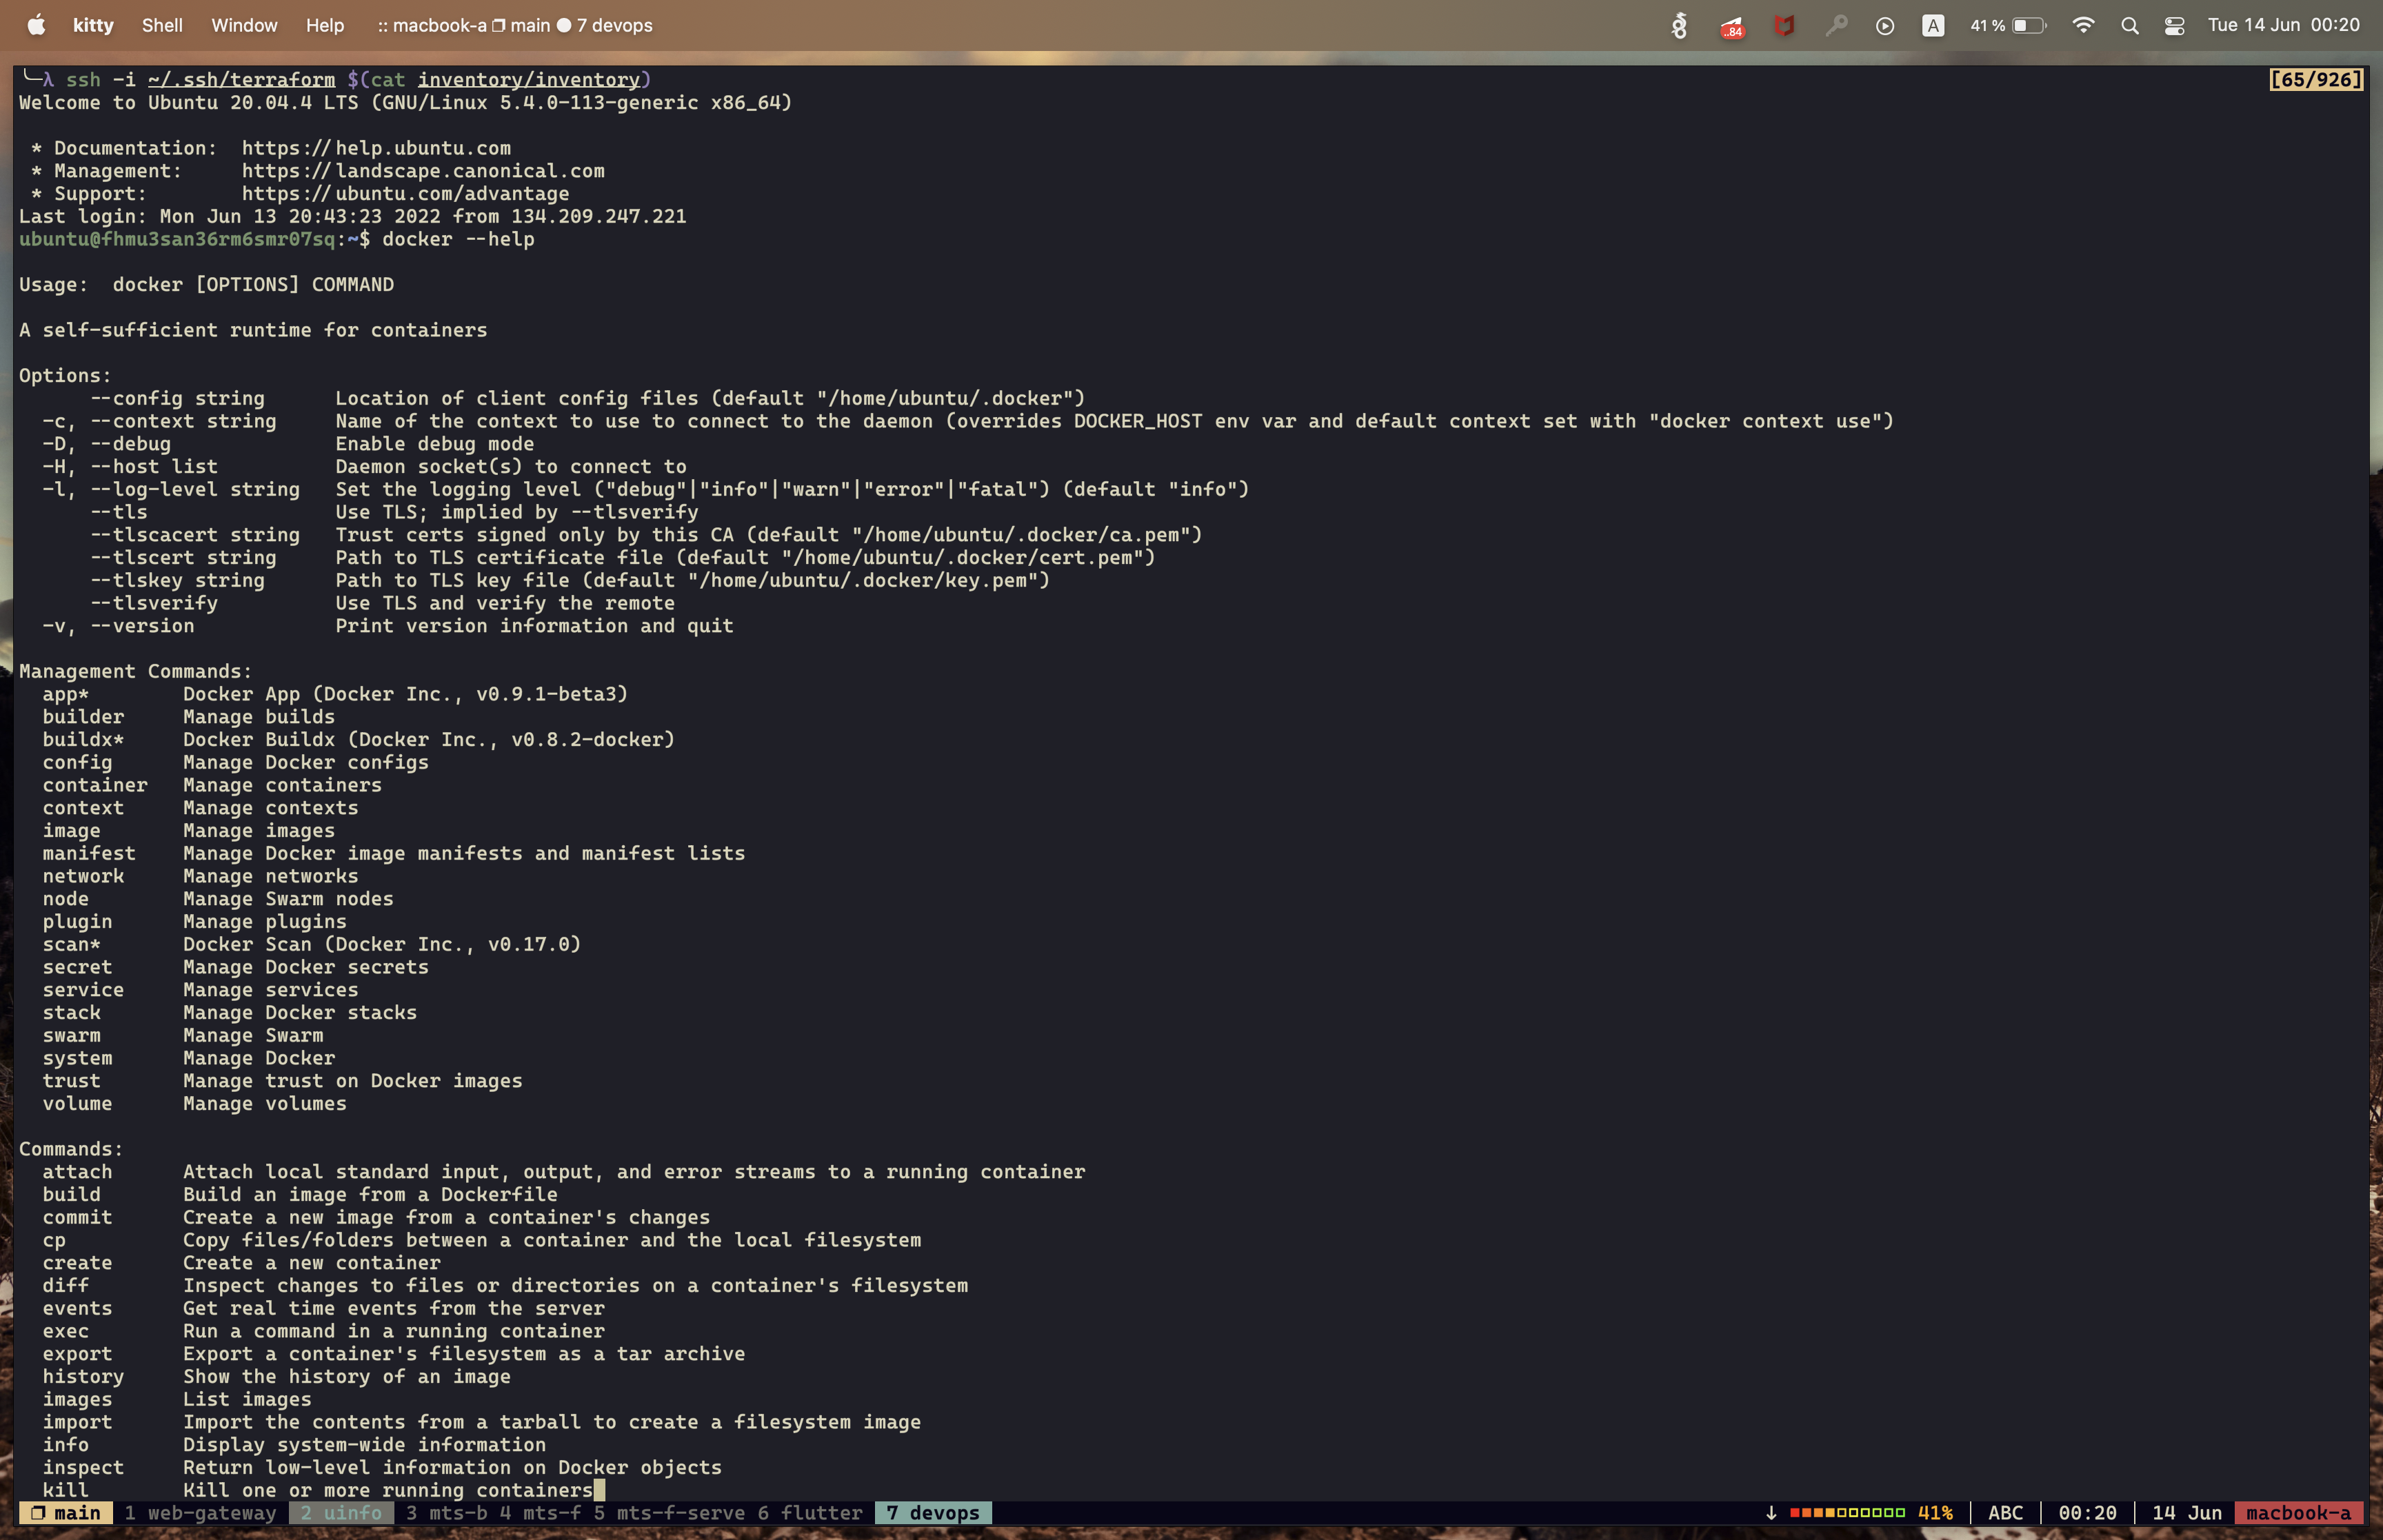 kitty Shell Window Help :: macbook-a main 7 devops ..84 A 41 % Tue 14 Jun 00:20
λ ssh -i ~/.ssh/terraform $(cat inventory/inventory) [65/926]
Welcome to Ubuntu 20.04.4 LTS (GNU/Linux 5.4.0-113-generic x86_64)
* Documentation: https://help.ubuntu.com
* Management: https://landscape.canonical.com
* Support: https://ubuntu.com/advantage
Last login: Mon Jun 13 20:43:23 2022 from 134.209.247.221
ubuntu@fhmu3san36rm6smr07sq:~$ docker --help
Usage: docker [OPTIONS] COMMAND
A self-sufficient runtime for containers
Options:
--config string Location of client config files (default "/home/ubuntu/.docker")
-c, --context string Name of the context to use to connect to the daemon (overrides DOCKER_HOST env var and default context set with "docker context use")
-D, --debug Enable debug mode
-H, --host list Daemon socket(s) to connect to
-l, --log-level string Set the logging level ("debug"|"info"|"warn"|"error"|"fatal") (default "info")
--tls Use TLS; implied by --tlsverify
--tlscacert string Trust certs signed only by this CA (default "/home/ubuntu/.docker/ca.pem")
--tlscert string Path to TLS certificate file (default "/home/ubuntu/.docker/cert.pem")
--tlskey string Path to TLS key file (default "/home/ubuntu/.docker/key.pem")
--tlsverify Use TLS and verify the remote
-v, --version Print version information and quit
Management Commands:
app* Docker App (Docker Inc., v0.9.1-beta3)
builder Manage builds
buildx* Docker Buildx (Docker Inc., v0.8.2-docker)
config Manage Docker configs
container Manage containers
context Manage contexts
image Manage images
manifest Manage Docker image manifests and manifest lists
network Manage networks
node Manage Swarm nodes
plugin Manage plugins
scan* Docker Scan (Docker Inc., v0.17.0)
secret Manage Docker secrets
service Manage services
stack Manage Docker stacks
swarm Manage Swarm
system Manage Docker
trust Manage trust on Docker images
volume Manage volumes
Commands:
attach Attach local standard input, output, and error streams to a running container
build Build an image from a Dockerfile
commit Create a new image from a container's changes
cp Copy files/folders between a container and the local filesystem
create Create a new container
diff Inspect changes to files or directories on a container's filesystem
events Get real time events from the server
exec Run a command in a running container
export Export a container's filesystem as a tar archive
history Show the history of an image
images List images
import Import the contents from a tarball to create a filesystem image
info Display system-wide information
inspect Return low-level information on Docker objects
kill Kill one or more running containers
main 1 web-gateway 2 uinfo 3 mts-b 4 mts-f 5 mts-f-serve 6 flutter 7 devops ↓ 41% | ABC | 00:20 | 14 Jun macbook-a